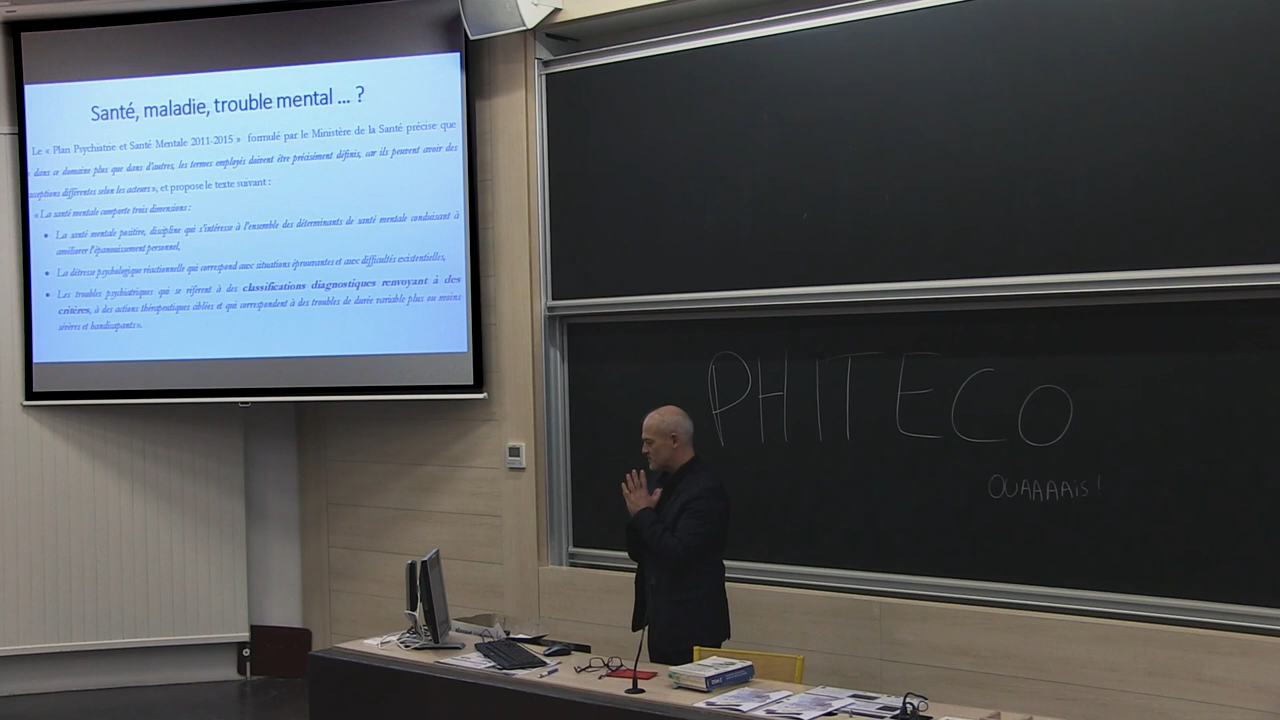 Santé, maladie, trouble mental ... ?
Le « Plan Psychiatrie et Santé Mentale 2011-2015 » formulé par le Ministère de la Santé précise que
« dans ce domaine plus que dans d'autres, les termes employés doivent être précisément définis, car ils peuvent avoir des
acceptions différentes selon les acteurs », et propose le texte suivant :
« La santé mentale comporte trois dimensions :
• La santé mentale positive, discipline qui s'intéresse à l'ensemble des déterminants de santé mentale conduisant à
améliorer l'épanouissement personnel,
• La détresse psychologique réactionnelle qui correspond aux situations éprouvantes et aux difficultés existentielles,
• Les troubles psychiatriques qui se réfèrent à des classifications diagnostiques renvoyant à des
critères, à des actions thérapeutiques ciblées et qui correspondent à des troubles de durée variable plus ou moins
sévères et handicapants ».
PHITECO
OUAAAAiS !